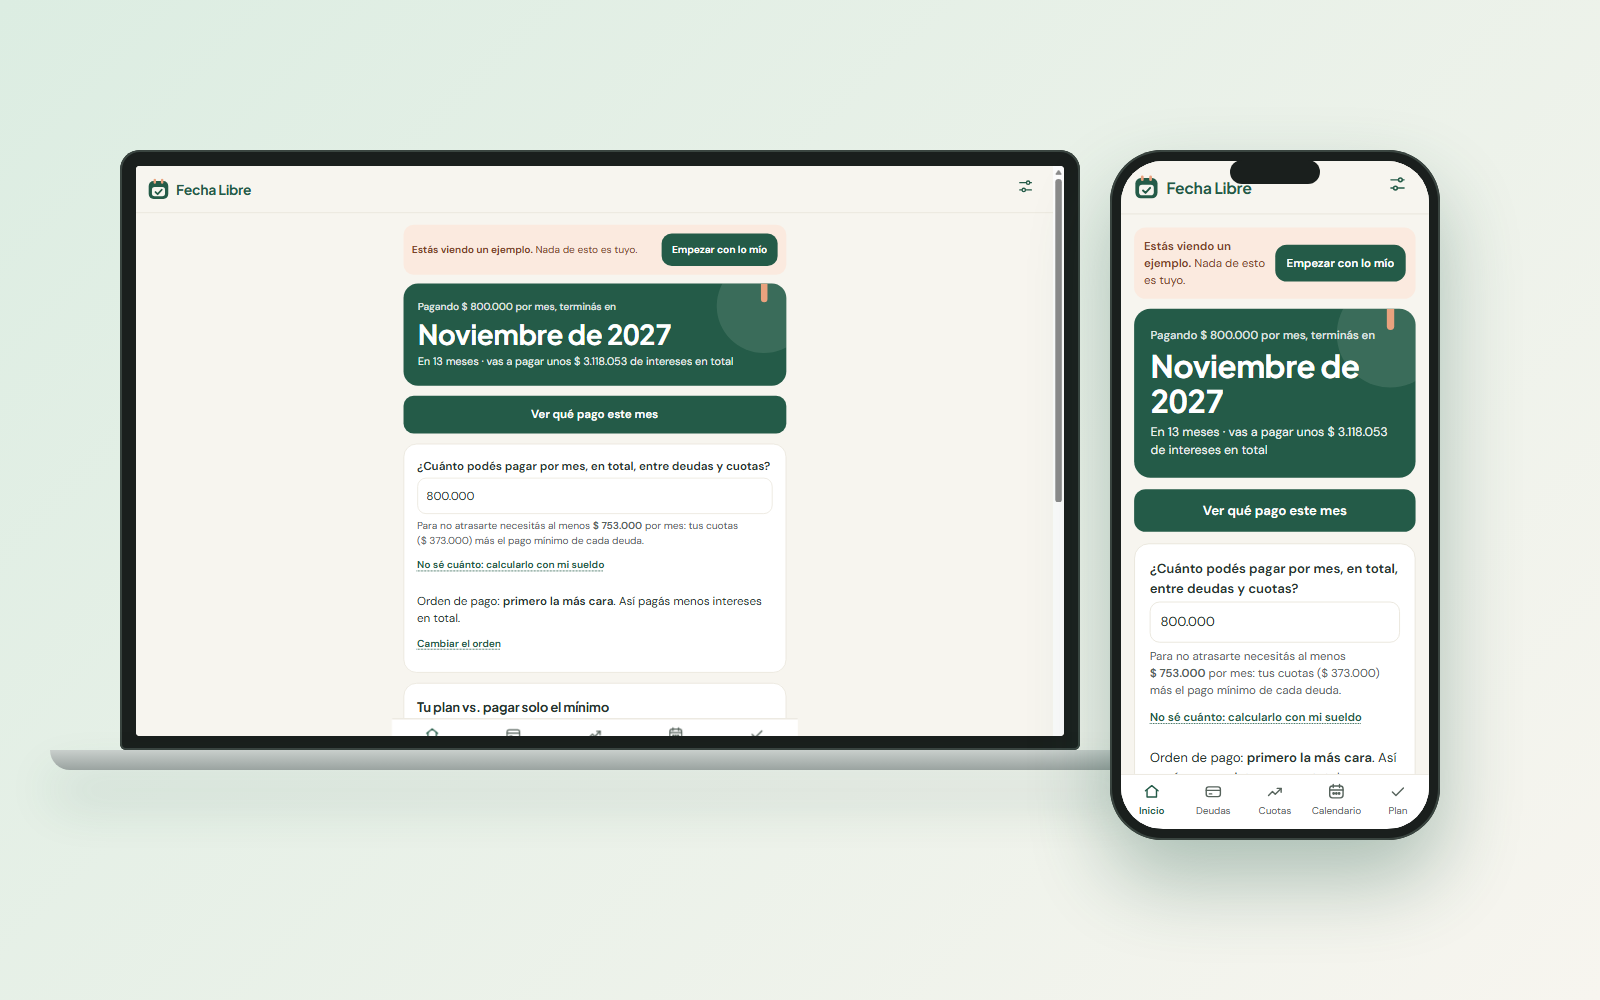 Fecha Libre
Estás viendo un ejemplo. Nada de esto es tuyo.
Empezar con lo mío
Pagando $ 800.000 por mes, terminás en
Noviembre de 2027
En 13 meses · vas a pagar unos $ 3.118.053 de intereses en total
Ver qué pago este mes
¿Cuánto podés pagar por mes, en total, entre deudas y cuotas?
800.000
Para no atrasarte necesitás al menos $ 753.000 por mes: tus cuotas
($ 373.000) más el pago mínimo de cada deuda.
No sé cuánto: calcularlo con mi sueldo
Orden de pago: primero la más cara. Así pagás menos intereses
en total.
Cambiar el orden
Tu plan vs. pagar solo el mínimo
Fecha Libre
Estás viendo un
ejemplo. Nada de esto
es tuyo.
Empezar con lo mío
Pagando $ 800.000 por mes, terminás en
Noviembre de
2027
En 13 meses · vas a pagar unos $ 3.118.053
de intereses en total
Ver qué pago este mes
¿Cuánto podés pagar por mes, en total,
entre deudas y cuotas?
800.000
Para no atrasarte necesitás al menos
$ 753.000 por mes: tus cuotas ($ 373.000)
más el pago mínimo de cada deuda.
No sé cuánto: calcularlo con mi sueldo
Orden de pago: primero la más cara. Así
Inicio
Deudas
Cuotas
Calendario
Plan